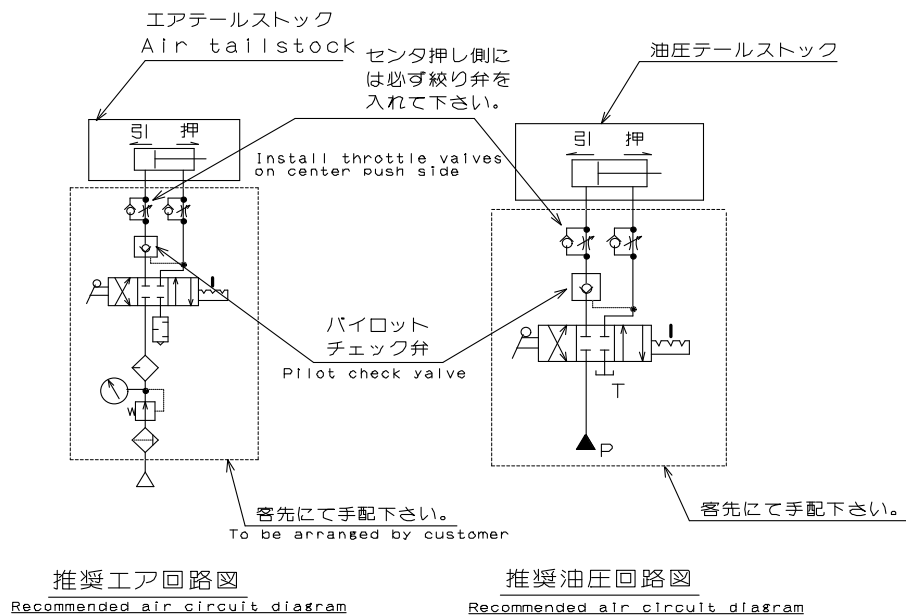 エアテールストック
Air tailstock
センタ押し側に
は必ず絞り弁を
入れて下さい。
Install throttle valves
on center push side
油圧テールストック
引 押
引 押
パイロット
チェック弁
Pilot check valve
W
T
P
客先にて手配下さい。
To be arranged by customer
客先にて手配下さい。
推奨エア回路図
Recommended air circuit diagram
推奨油圧回路図
Recommended air circuit diagram